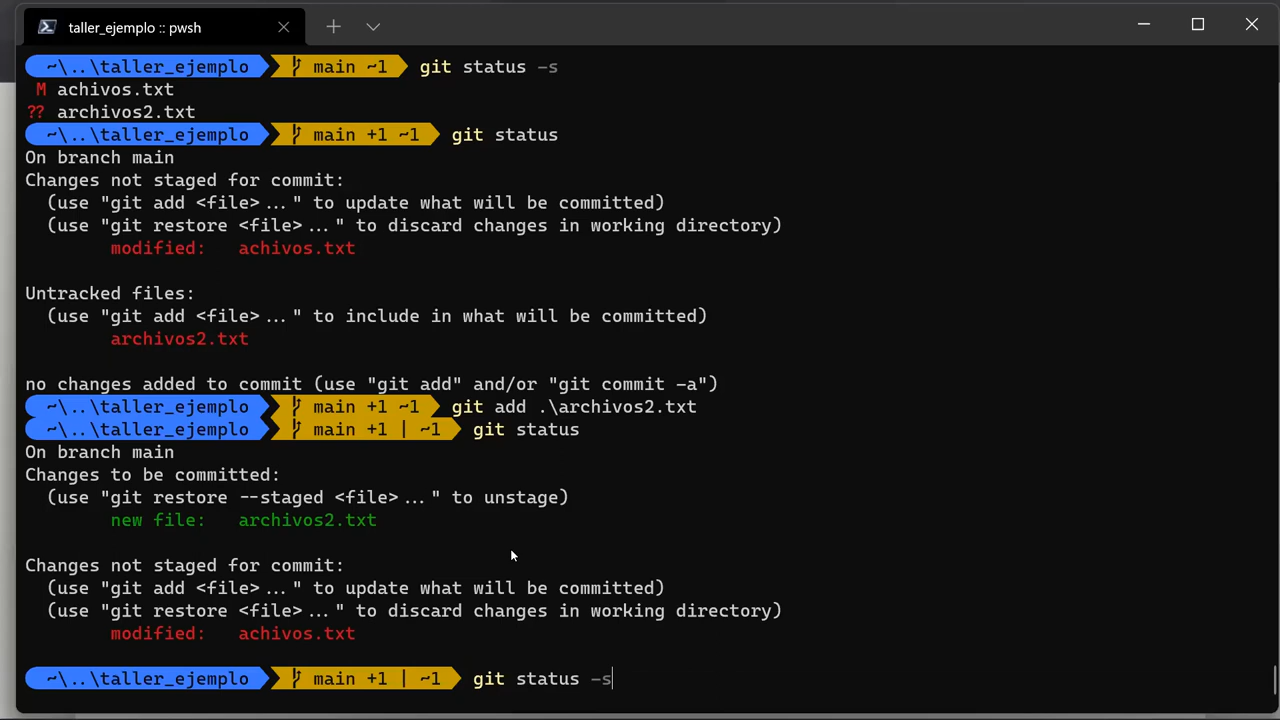 taller_ejemplo :: pwsh
~\..\taller_ejemplo main ~1 git status -s
M achivos.txt
?? archivos2.txt
~\..\taller_ejemplo main +1 ~1 git status
On branch main
Changes not staged for commit:
(use "git add <file>..." to update what will be committed)
(use "git restore <file>..." to discard changes in working directory)
modified: achivos.txt
Untracked files:
(use "git add <file>..." to include in what will be committed)
archivos2.txt
no changes added to commit (use "git add" and/or "git commit -a")
~\..\taller_ejemplo main +1 ~1 git add .\archivos2.txt
~\..\taller_ejemplo main +1 | ~1 git status
On branch main
Changes to be committed:
(use "git restore --staged <file>..." to unstage)
new file: archivos2.txt
Changes not staged for commit:
(use "git add <file>..." to update what will be committed)
(use "git restore <file>..." to discard changes in working directory)
modified: achivos.txt
~\..\taller_ejemplo main +1 | ~1 git status -s